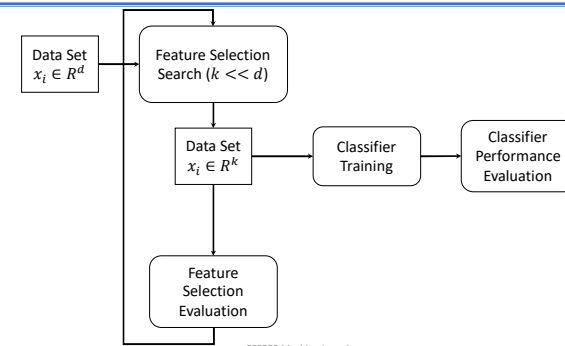 Data Set
𝑥𝑖 ∈ 𝑅𝑑
Feature Selection
Search (𝑘 << 𝑑)
Data Set
𝑥𝑖 ∈ 𝑅𝑘
Classifier
Training
Classifier
Performance
Evaluation
Feature
Selection
Evaluation